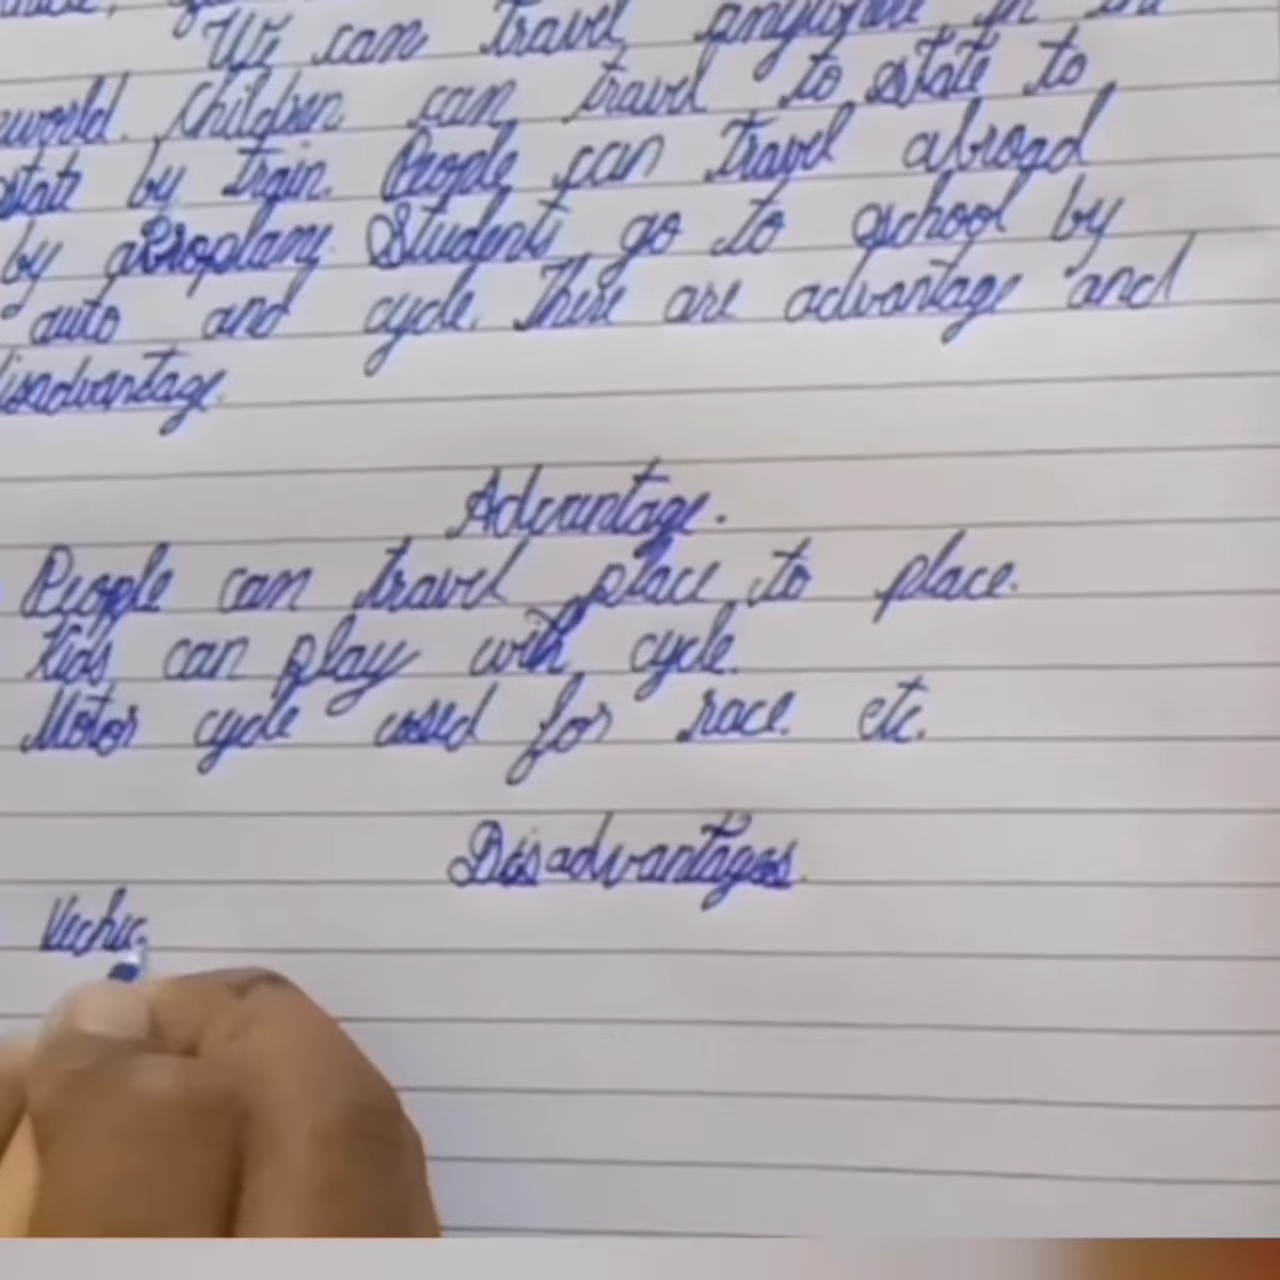 We can travel anywhere in the
world. Children can travel to state to
state by train. People can travel abroad
by aeroplane. Students go to school by
auto and cycle. There are advantage and
disadvantage.
Advantage.
People can travel place to place.
Kids can play with cycle.
Motor cycle used for race. etc.
Disadvantages.
Vechic